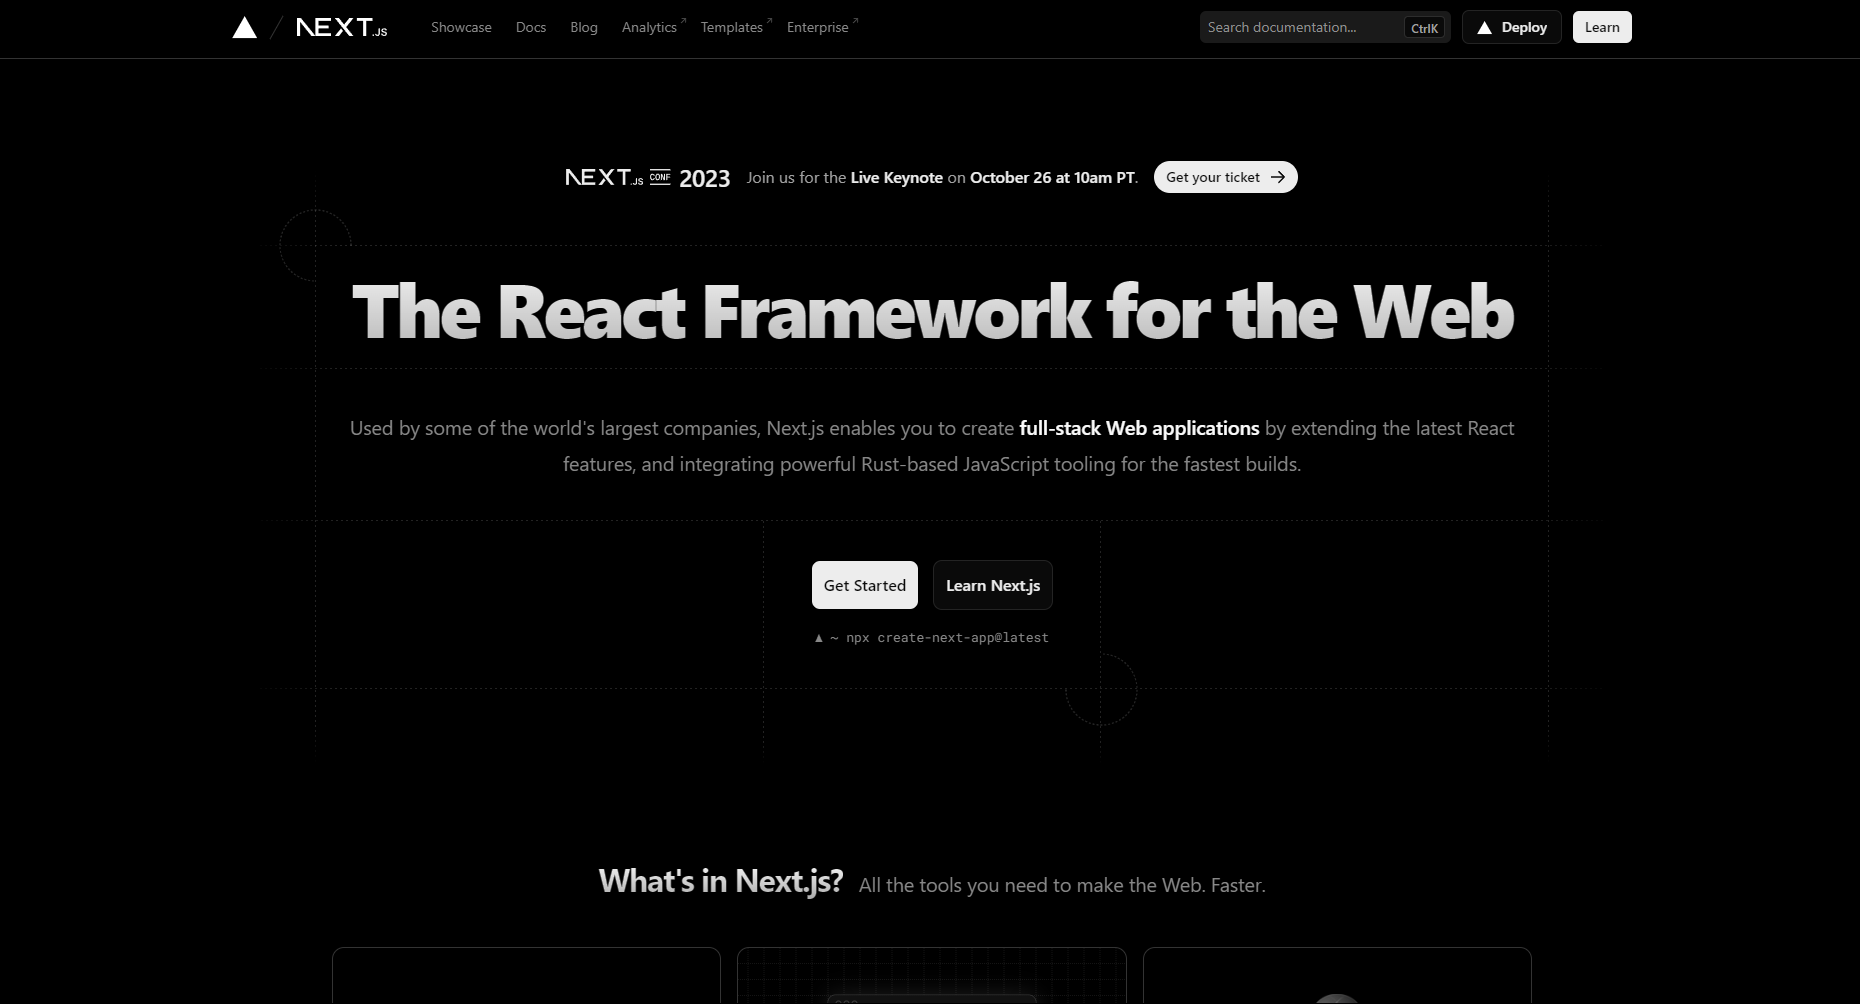 NEXT.JS Showcase Docs Blog Analytics Templates Enterprise Search documentation... CtrlK Deploy Learn
NEXT.JS CONF 2023 Join us for the Live Keynote on October 26 at 10am PT. Get your ticket →
The React Framework for the Web
Used by some of the world's largest companies, Next.js enables you to create full-stack Web applications by extending the latest React
features, and integrating powerful Rust-based JavaScript tooling for the fastest builds.
Get Started Learn Next.js
▲ ~ npx create-next-app@latest
What's in Next.js? All the tools you need to make the Web. Faster.